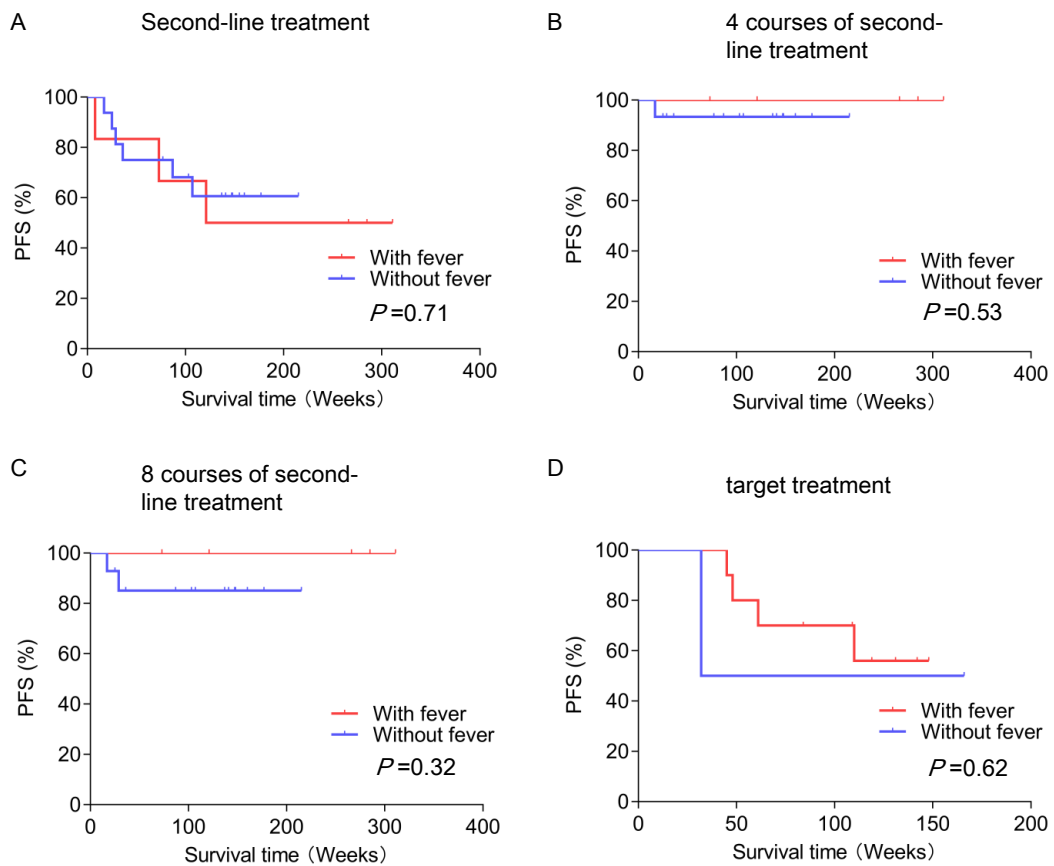 A
Second-line treatment
100
80
60
40
20
0
PFS (%)
With fever
Without fever
P=0.71
0 100 200 300 400
Survival time (Weeks)
B
4 courses of second-
line treatment
100
80
60
40
20
0
PFS (%)
With fever
Without fever
P=0.53
0 100 200 300 400
Survival time (Weeks)
C
8 courses of second-
line treatment
100
80
60
40
20
0
PFS (%)
With fever
Without fever
P=0.32
0 100 200 300 400
Survival time (Weeks)
D
target treatment
100
80
60
40
20
0
PFS (%)
With fever
Without fever
P=0.62
0 50 100 150 200
Survival time (Weeks)